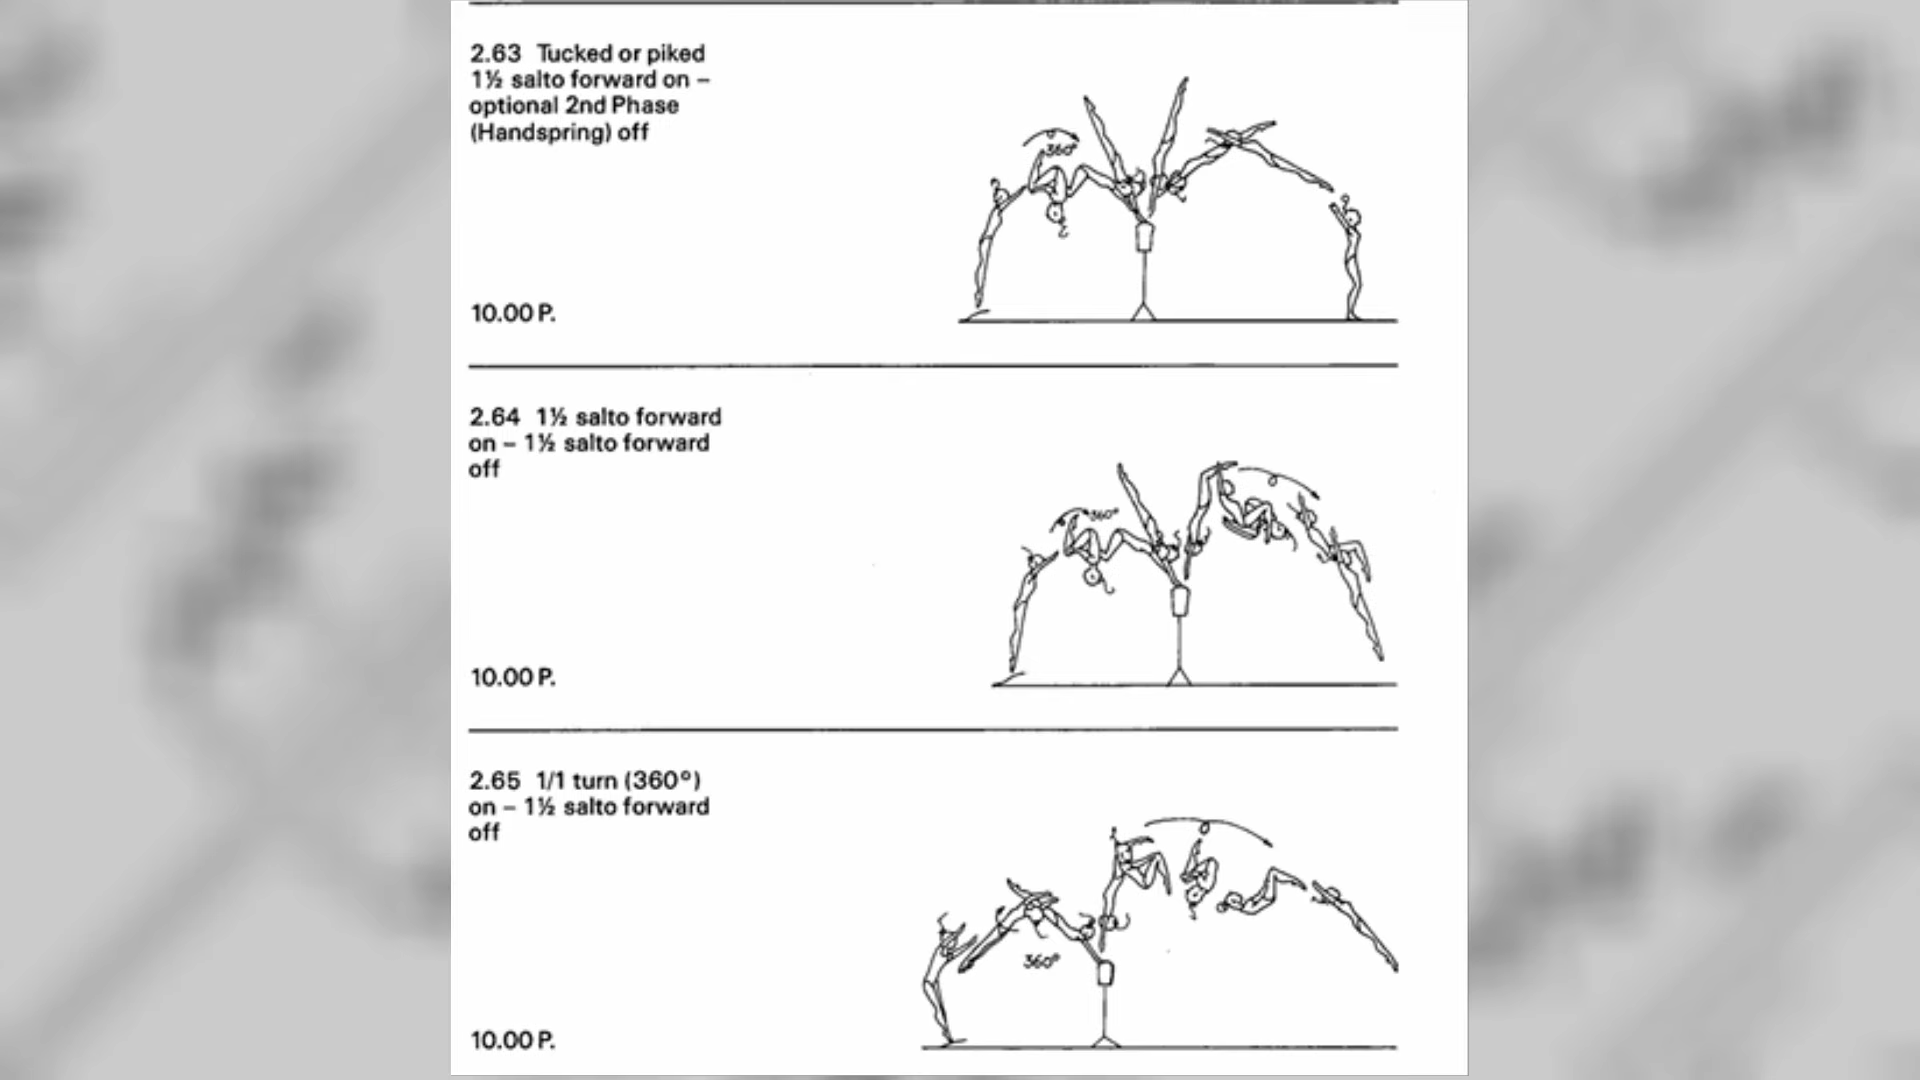 2.63 Tucked or piked
1½ salto forward on –
optional 2nd Phase
(Handspring) off
360°
10.00 P.
2.64 1½ salto forward
on – 1½ salto forward
off
360°
10.00 P.
2.65 1/1 turn (360°)
on – 1½ salto forward
off
360°
10.00 P.